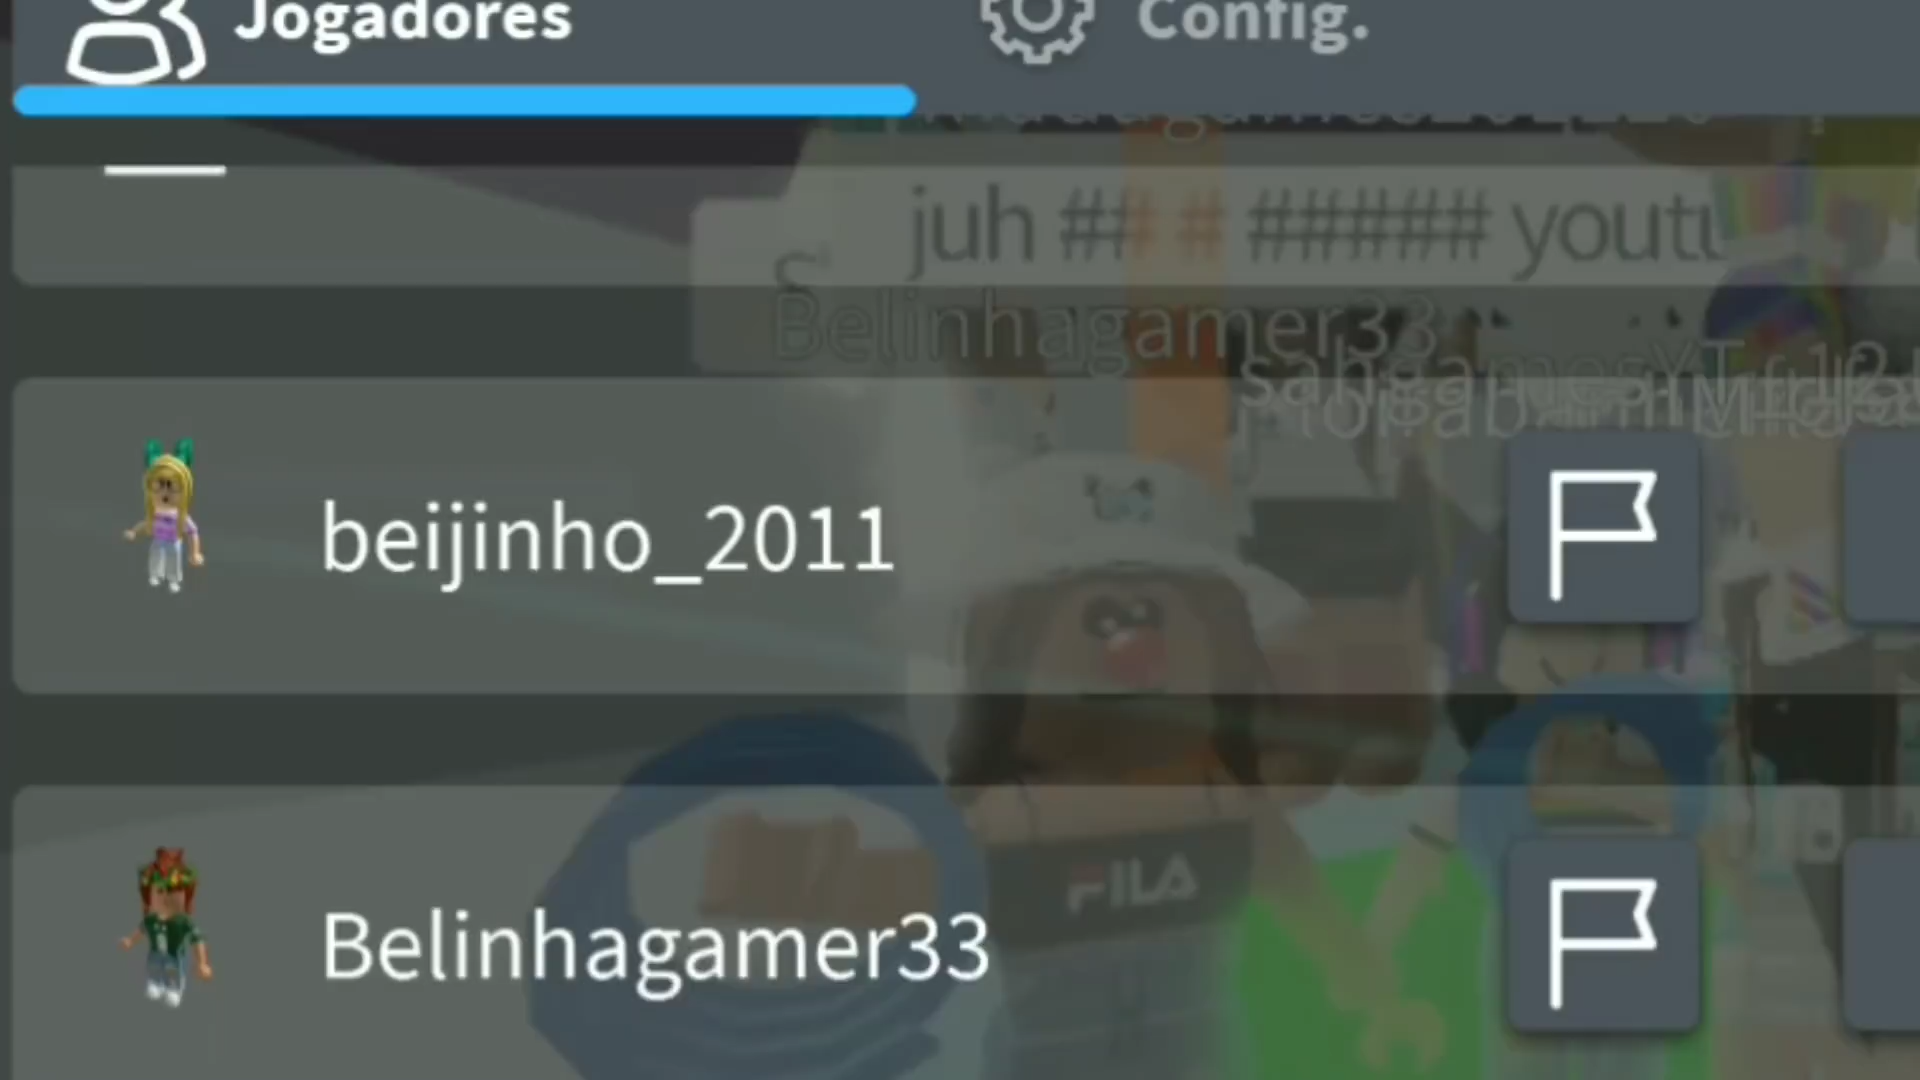 Jogadores
Config.
juh ## # ##### youtu
Belinhagamer33
beijinho_2011
FILA
Belinhagamer33